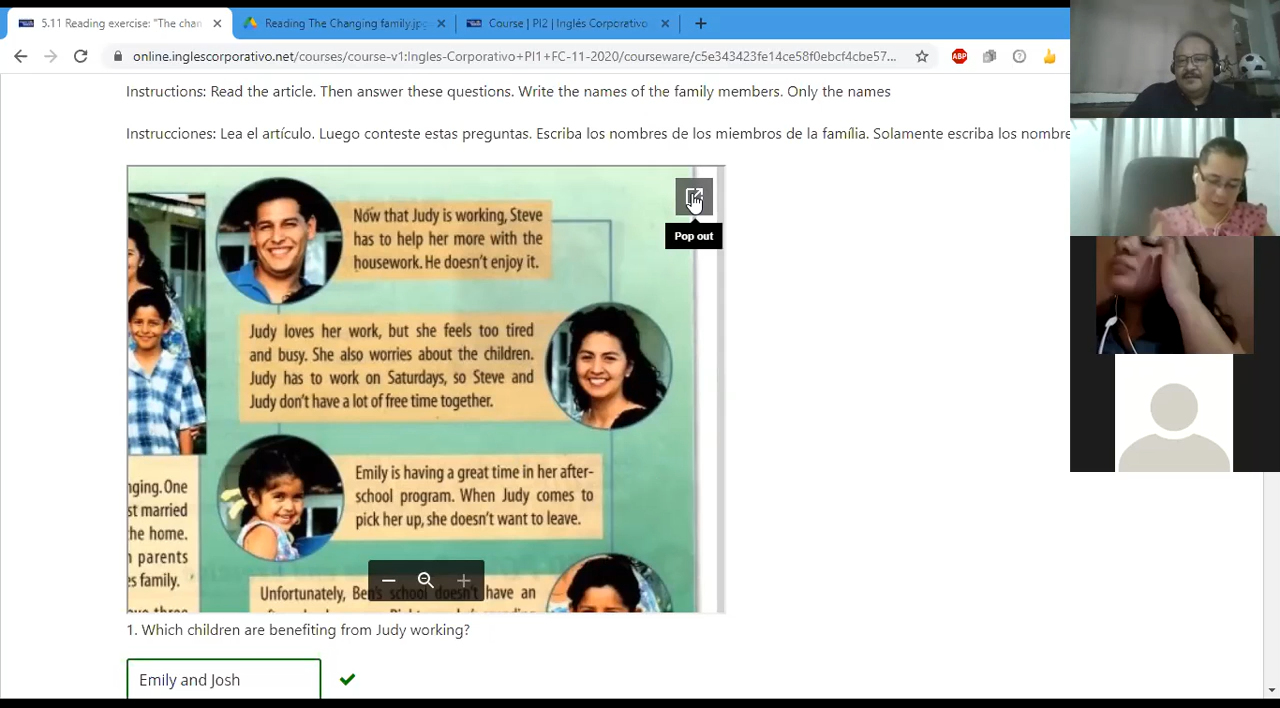 5.11 Reading exercise: "The chan
Reading The Changing family.jpg
Course | PI2 | Inglés Corporativo
online.inglescorporativo.net/courses/course-v1:Ingles-Corporativo+PI1+FC-11-2020/courseware/c5e343423fe14ce58f0ebcf4cbe57...
ABP
Instructions: Read the article. Then answer these questions. Write the names of the family members. Only the names
Instrucciones: Lea el artículo. Luego conteste estas preguntas. Escriba los nombres de los miembros de la família. Solamente escriba los nombre
Now that Judy is working, Steve
has to help her more with the
housework. He doesn't enjoy it.
Pop out
Judy loves her work, but she feels too tired
and busy. She also worries about the children.
Judy has to work on Saturdays, so Steve and
Judy don't have a lot of free time together.
Emily is having a great time in her after-
school program. When Judy comes to
pick her up, she doesn't want to leave.
nging. One
st married
he home.
n parents
es family.
Unfortunately, Ben's school doesn't have an
1. Which children are benefiting from Judy working?
Emily and Josh